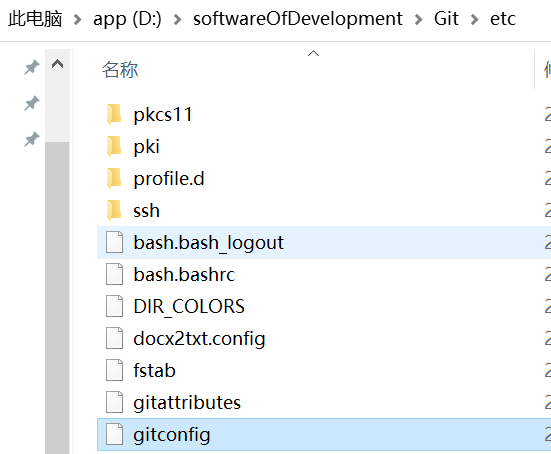 此电脑 > app (D:) > softwareOfDevelopment > Git > etc
名称
pkcs11
pki
profile.d
ssh
bash.bash_logout
bash.bashrc
DIR_COLORS
docx2txt.config
fstab
gitattributes
gitconfig